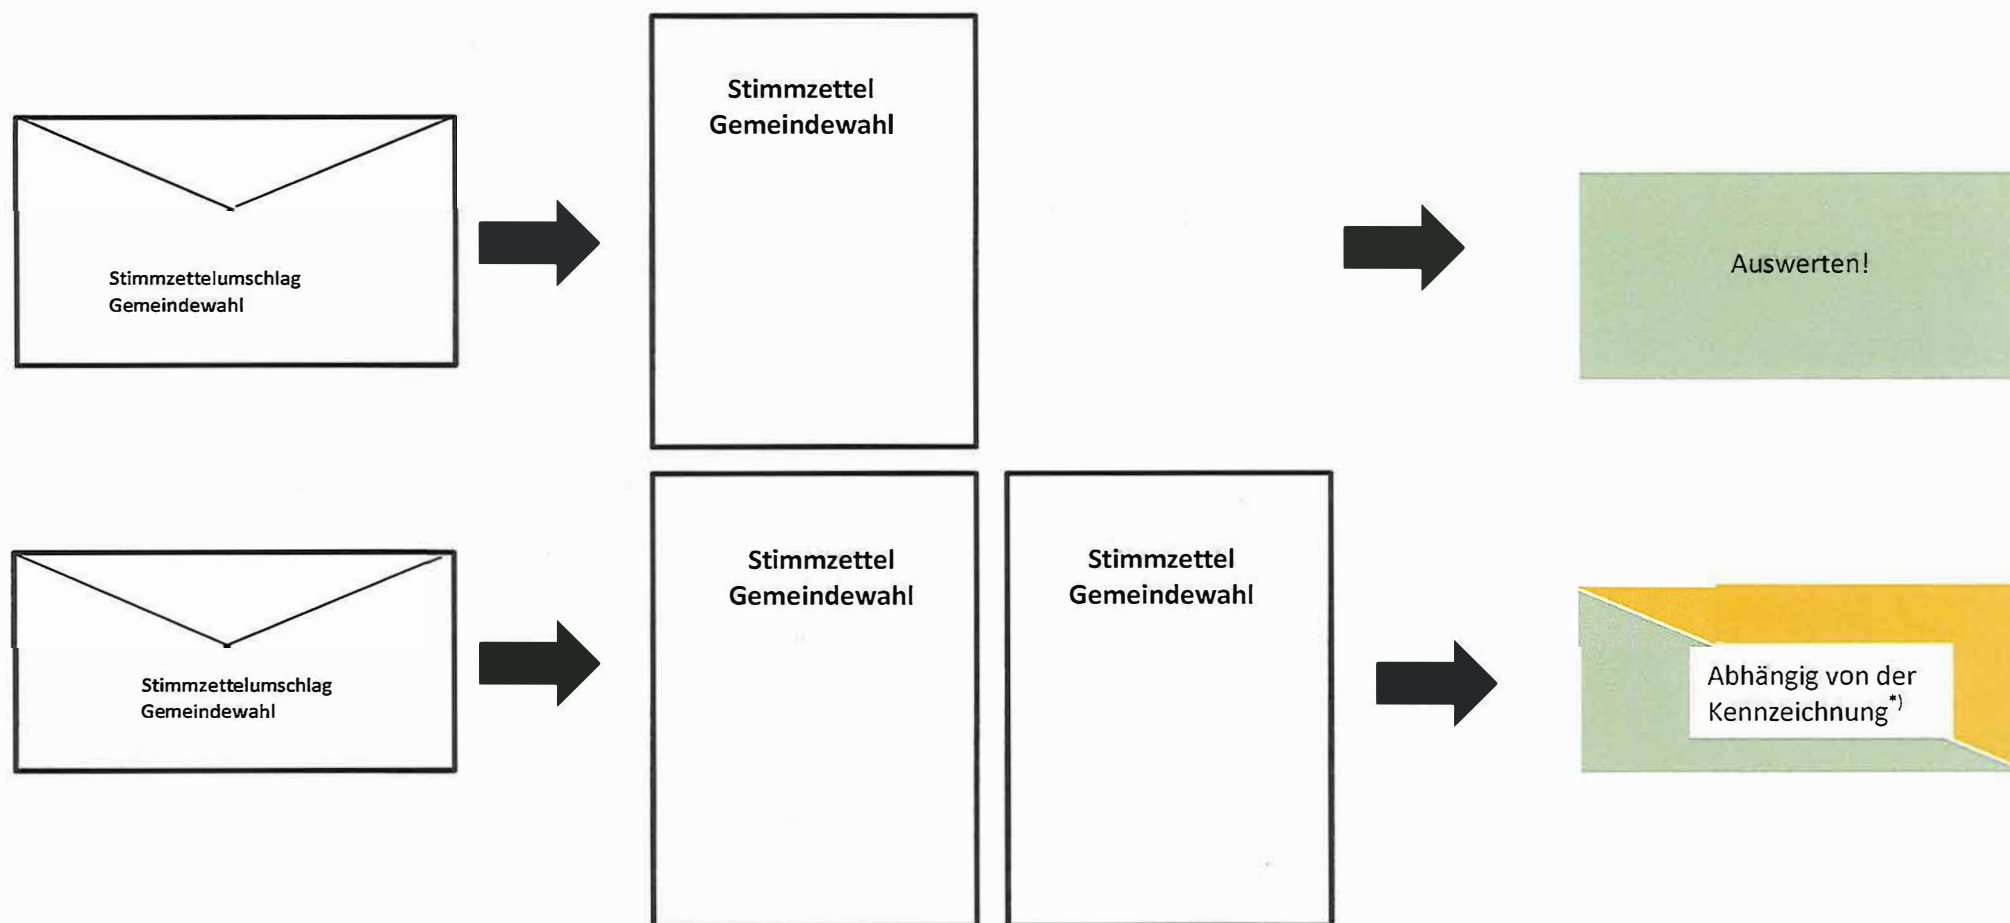 Stimmzettel
Gemeindewahl
Stimmzettelumschlag
Gemeindewahl
Auswerten!
Stimmzettel
Gemeindewahl
Stimmzettel
Gemeindewahl
Stimmzettelumschlag
Gemeindewahl
Abhängig von der
Kennzeichnung*)